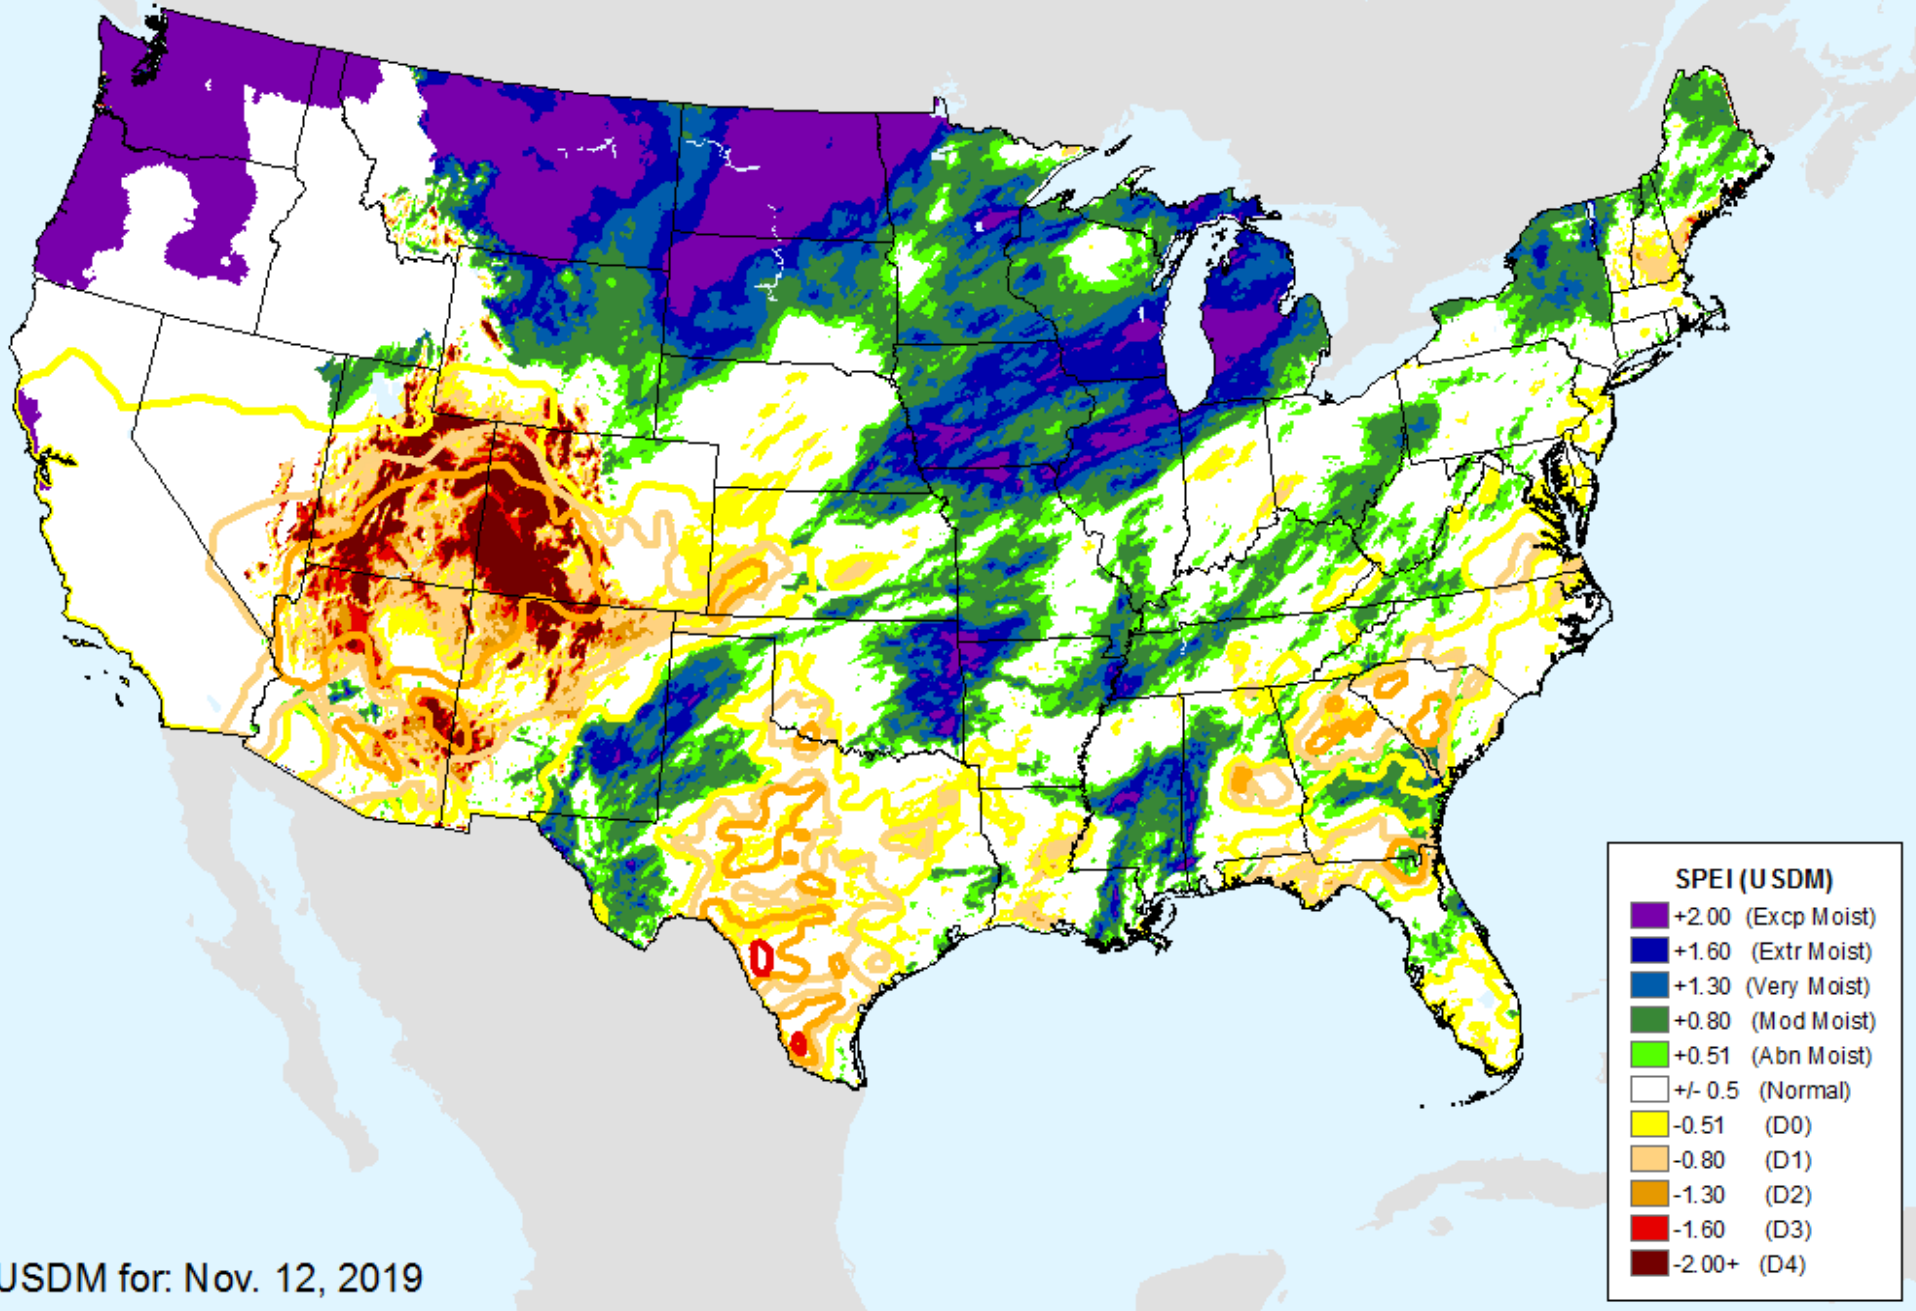 SPEI (USDM)
+2.00 (Excp Moist)
+1.60 (Extr Moist)
+1.30 (Very Moist)
+0.80 (Mod Moist)
+0.51 (Abn Moist)
+/- 0.5 (Normal)
-0.51 (D0)
-0.80 (D1)
-1.30 (D2)
-1.60 (D3)
-2.00+ (D4)
USDM for: Nov. 12, 2019